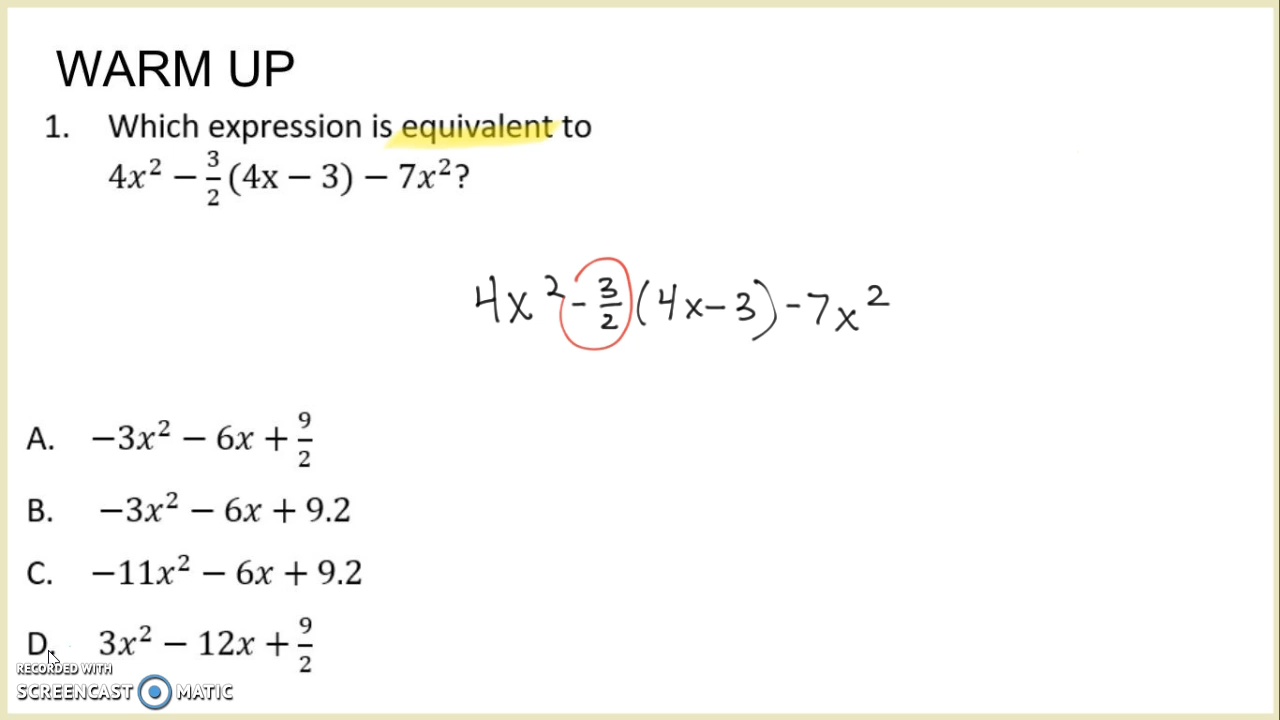 WARM UP
1. Which expression is equivalent to
4x² − 3/2 (4x − 3) − 7x²?
4x² - 3/2 (4x - 3) - 7x²
A. −3x² − 6x + 9/2
B. −3x² − 6x + 9.2
C. −11x² − 6x + 9.2
D. 3x² − 12x + 9/2
RECORDED WITH
SCREENCAST MATIC